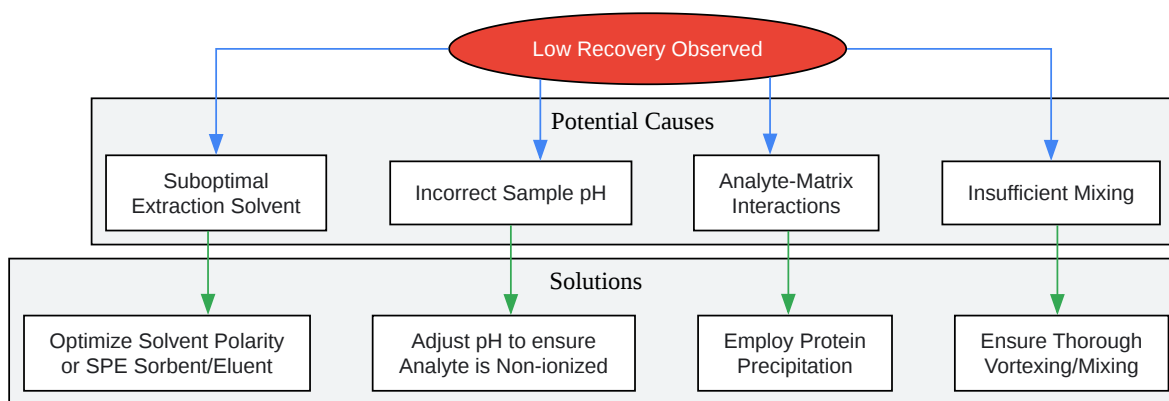 Low Recovery Observed
Potential Causes
Suboptimal
Extraction Solvent
Incorrect Sample pH
Analyte-Matrix
Interactions
Insufficient Mixing
Solutions
Optimize Solvent Polarity
or SPE Sorbent/Eluent
Adjust pH to ensure
Analyte is Non-ionized
Employ Protein
Precipitation
Ensure Thorough
Vortexing/Mixing